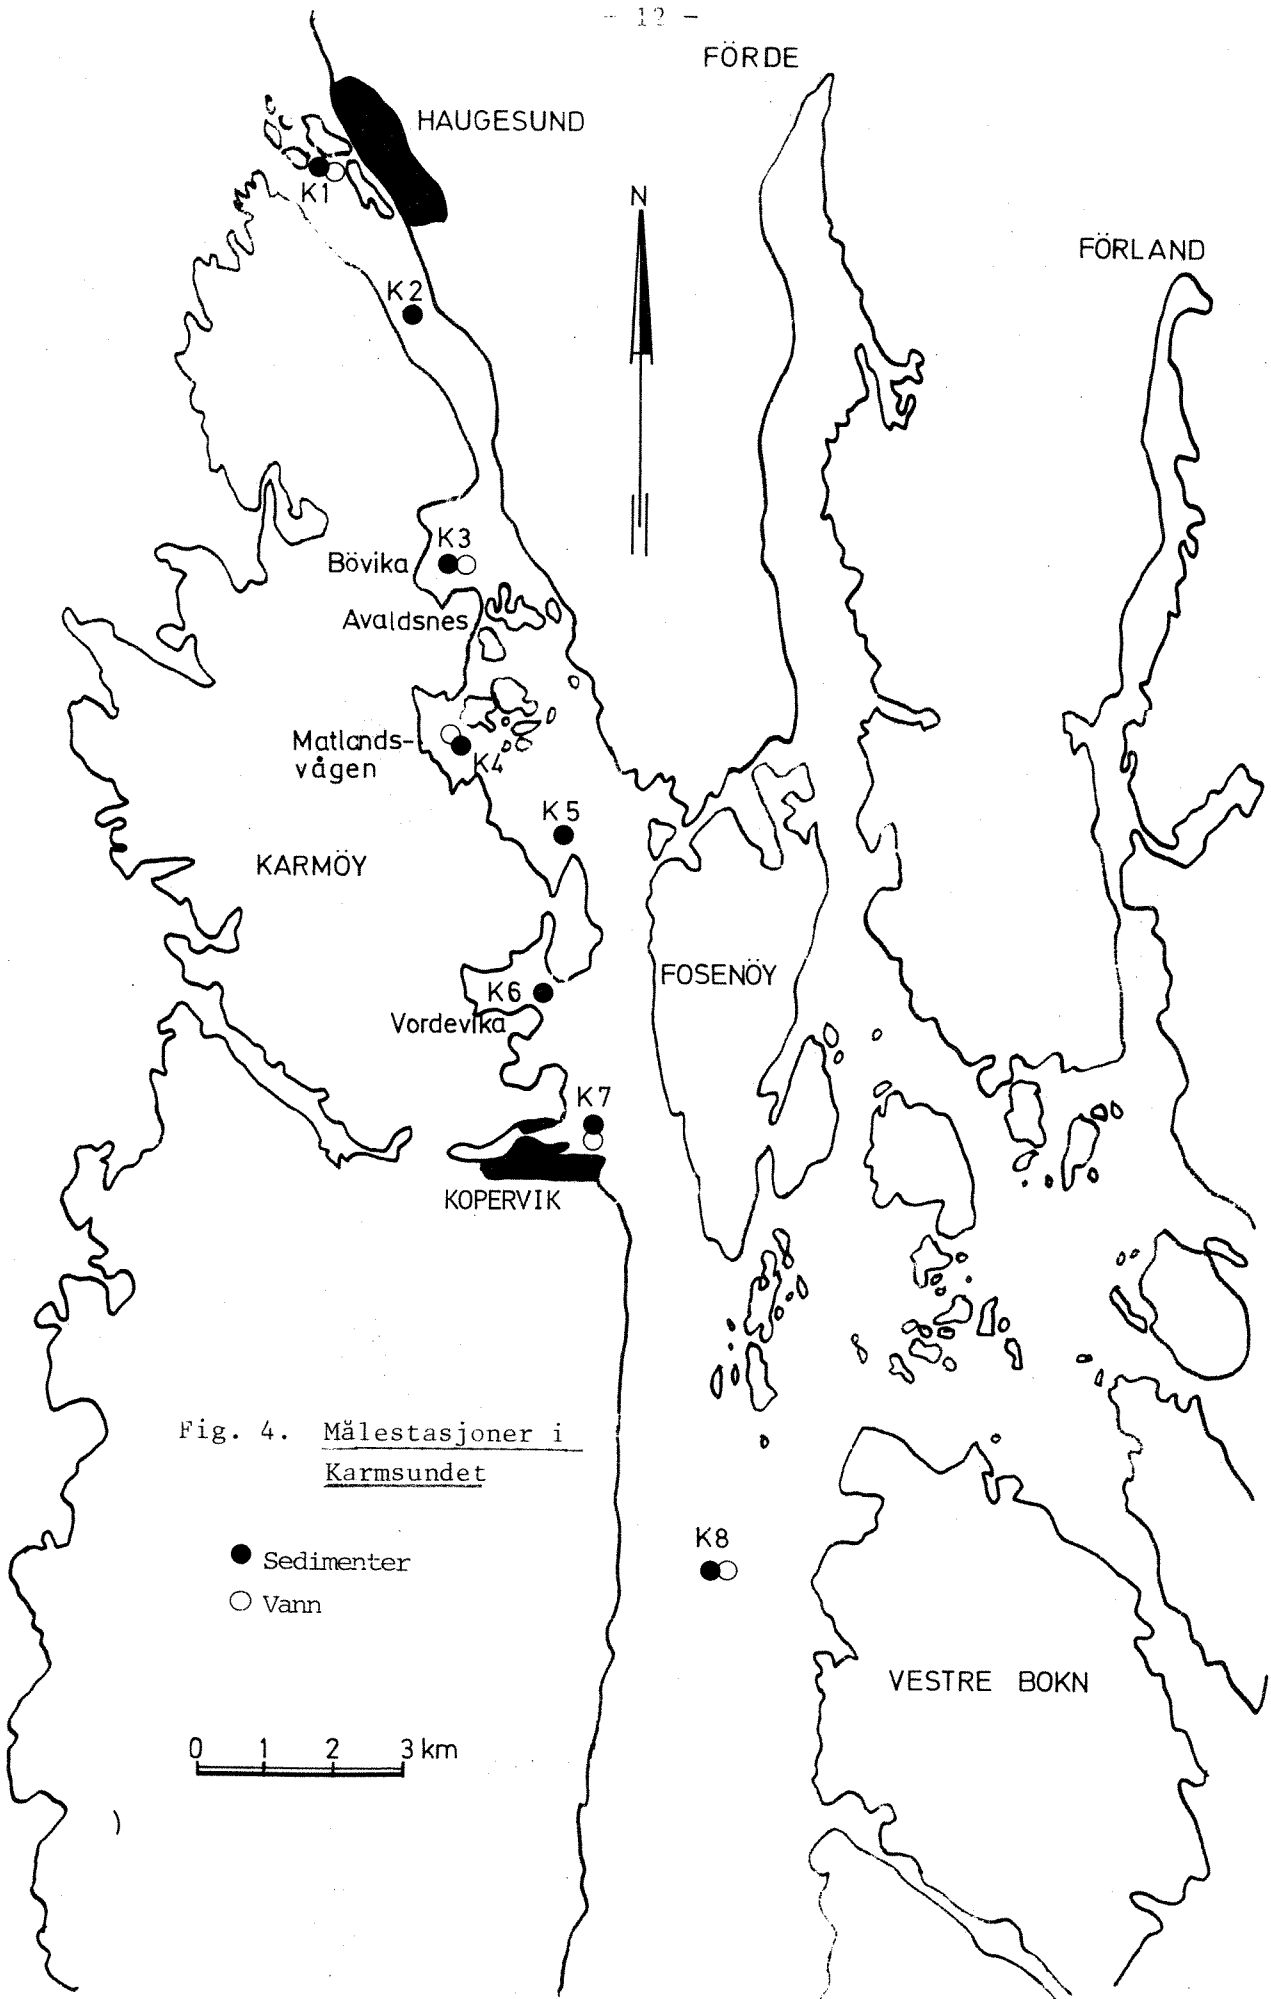 - 12 -
FÖRDE
HAUGESUND
K1
N
FÖRLAND
K2
K3
Bövika
Avaldsnes
Matlands-
vågen
K4
K5
KARMÖY
FOSENÖY
K6
Vordevika
K7
KOPERVIK
Fig. 4. Målestasjoner i
Karmsundet
K8
Sedimenter
Vann
VESTRE BOKN
0 1 2 3 km